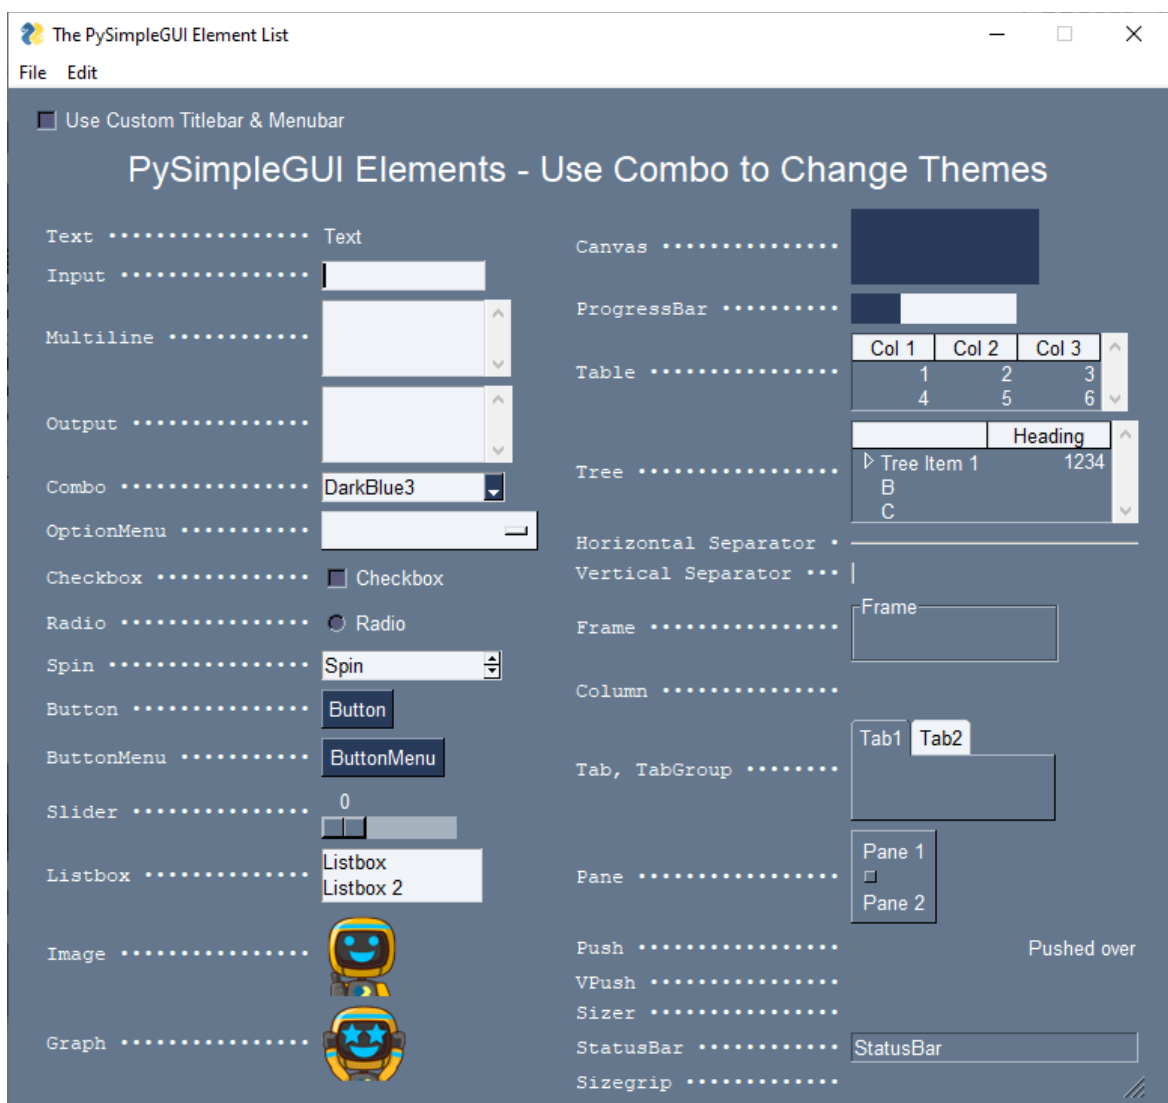 The PySimpleGUI Element List
File Edit
Use Custom Titlebar & Menubar
PySimpleGUI Elements - Use Combo to Change Themes
Text ················· Text
Input ················
Multiline ············
Output ···············
Combo ················ DarkBlue3
OptionMenu ···········
Checkbox ············· Checkbox
Radio ················ Radio
Spin ················· Spin
Button ··············· Button
ButtonMenu ··········· ButtonMenu
Slider ··············· 0
Listbox ·············· Listbox
Listbox 2
Image ················
Graph ················
Canvas ···············
ProgressBar ··········
Table ················ Col 1 Col 2 Col 3
1 2 3
4 5 6
Tree ················· Heading
Tree Item 1 1234
B
C
Horizontal Separator ·
Vertical Separator ···
Frame ················ Frame
Column ···············
Tab, TabGroup ········ Tab1 Tab2
Pane ················· Pane 1
Pane 2
Push ················· Pushed over
VPush ················
Sizer ················
StatusBar ············ StatusBar
Sizegrip ·············